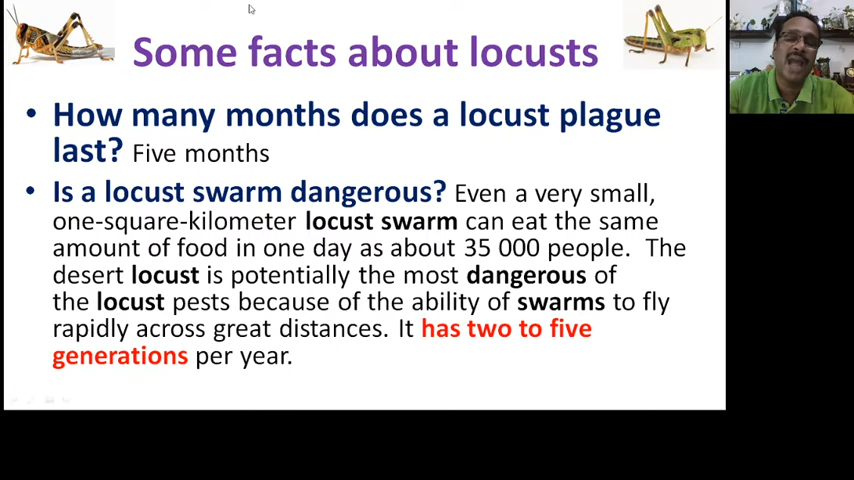 Some facts about locusts
• How many months does a locust plague
last? Five months
• Is a locust swarm dangerous? Even a very small,
one-square-kilometer locust swarm can eat the same
amount of food in one day as about 35 000 people. The
desert locust is potentially the most dangerous of
the locust pests because of the ability of swarms to fly
rapidly across great distances. It has two to five
generations per year.